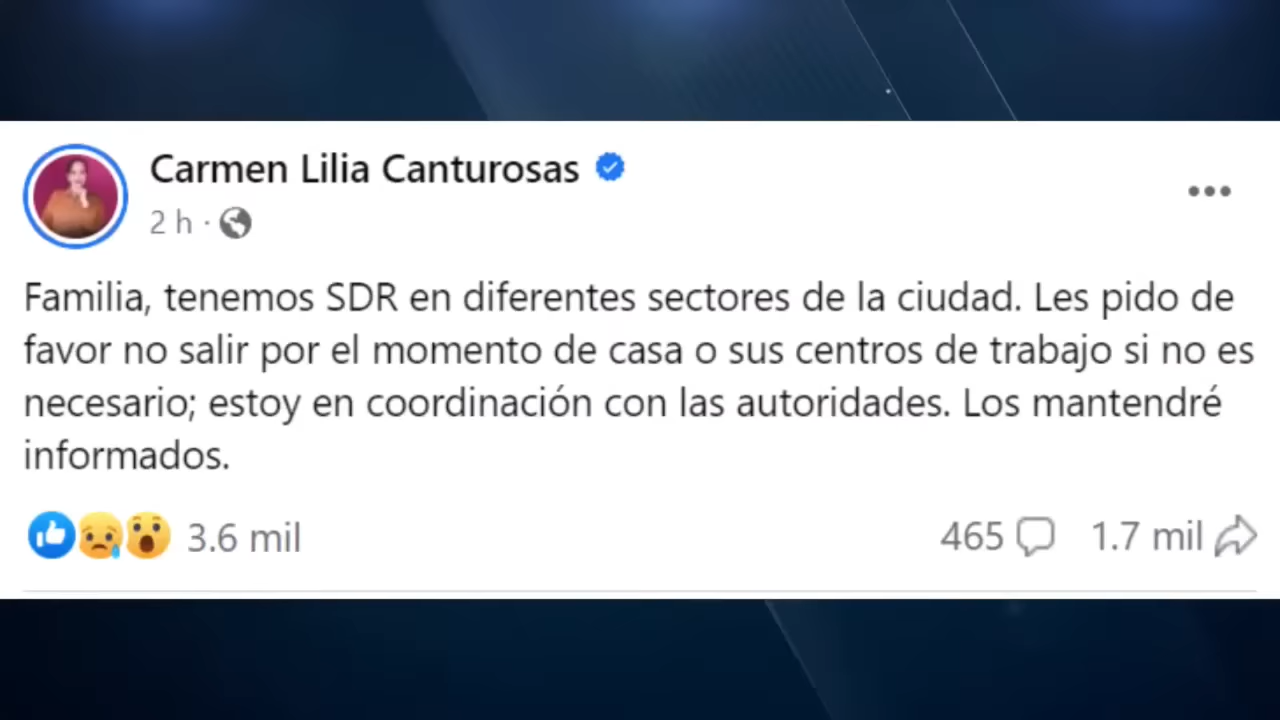 Carmen Lilia Canturosas
2 h ·
Familia, tenemos SDR en diferentes sectores de la ciudad. Les pido de
favor no salir por el momento de casa o sus centros de trabajo si no es
necesario; estoy en coordinación con las autoridades. Los mantendré
informados.
3.6 mil 465 1.7 mil